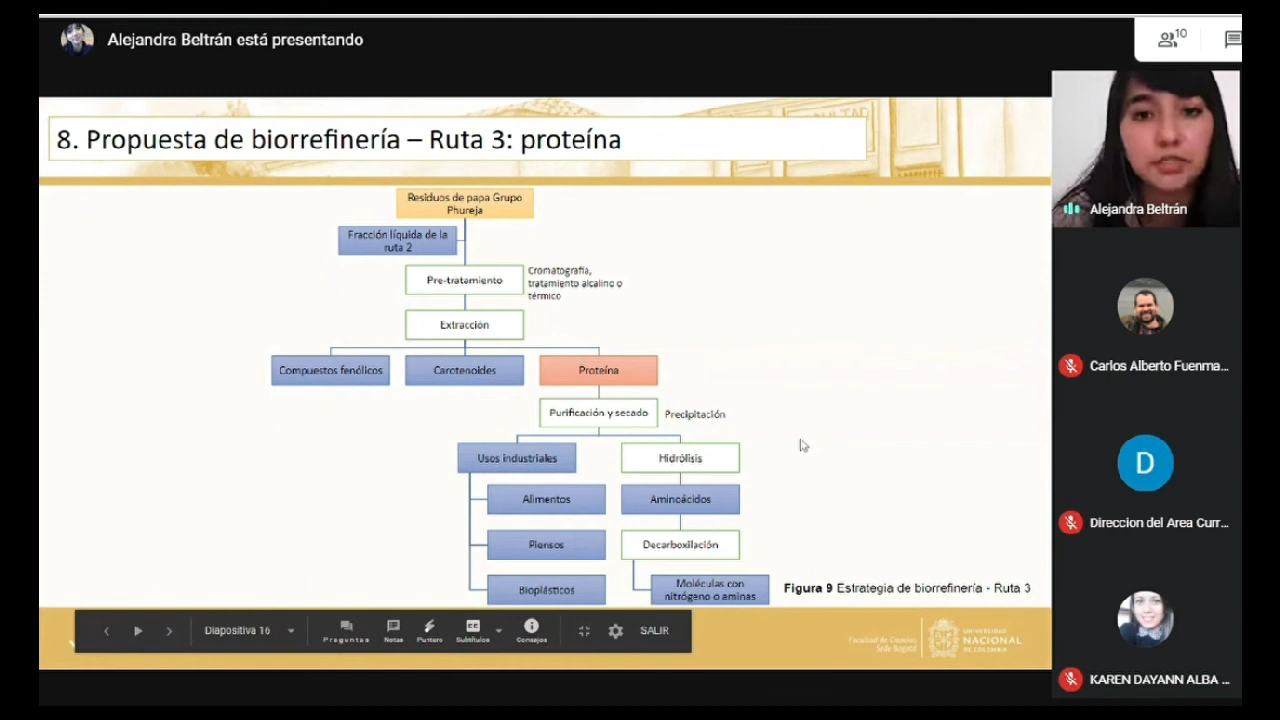 Alejandra Beltrán está presentando
10
8. Propuesta de biorrefinería – Ruta 3: proteína
Residuos de papa Grupo
Phureja
Fracción líquida de la
ruta 2
Pre-tratamiento
Cromatografía,
tratamiento alcalino o
térmico
Extracción
Compuestos fenólicos
Carotenoides
Proteína
Purificación y secado
Precipitación
Usos industriales
Hidrólisis
Alimentos
Aminoácidos
Piensos
Decarboxilación
Bioplásticos
Moléculas con
nitrógeno o aminas
Figura 9 Estrategia de biorrefinería - Ruta 3
Diapositiva 16
Preguntas
Notas
Puntero
Subtítulos
Consejos
SALIR
Facultad de Ciencias
Sede Bogotá
UNIVERSIDAD
NACIONAL
DE COLOMBIA
Alejandra Beltrán
Carlos Alberto Fuenma...
D
Direccion del Area Curr...
KAREN DAYANN ALBA ...